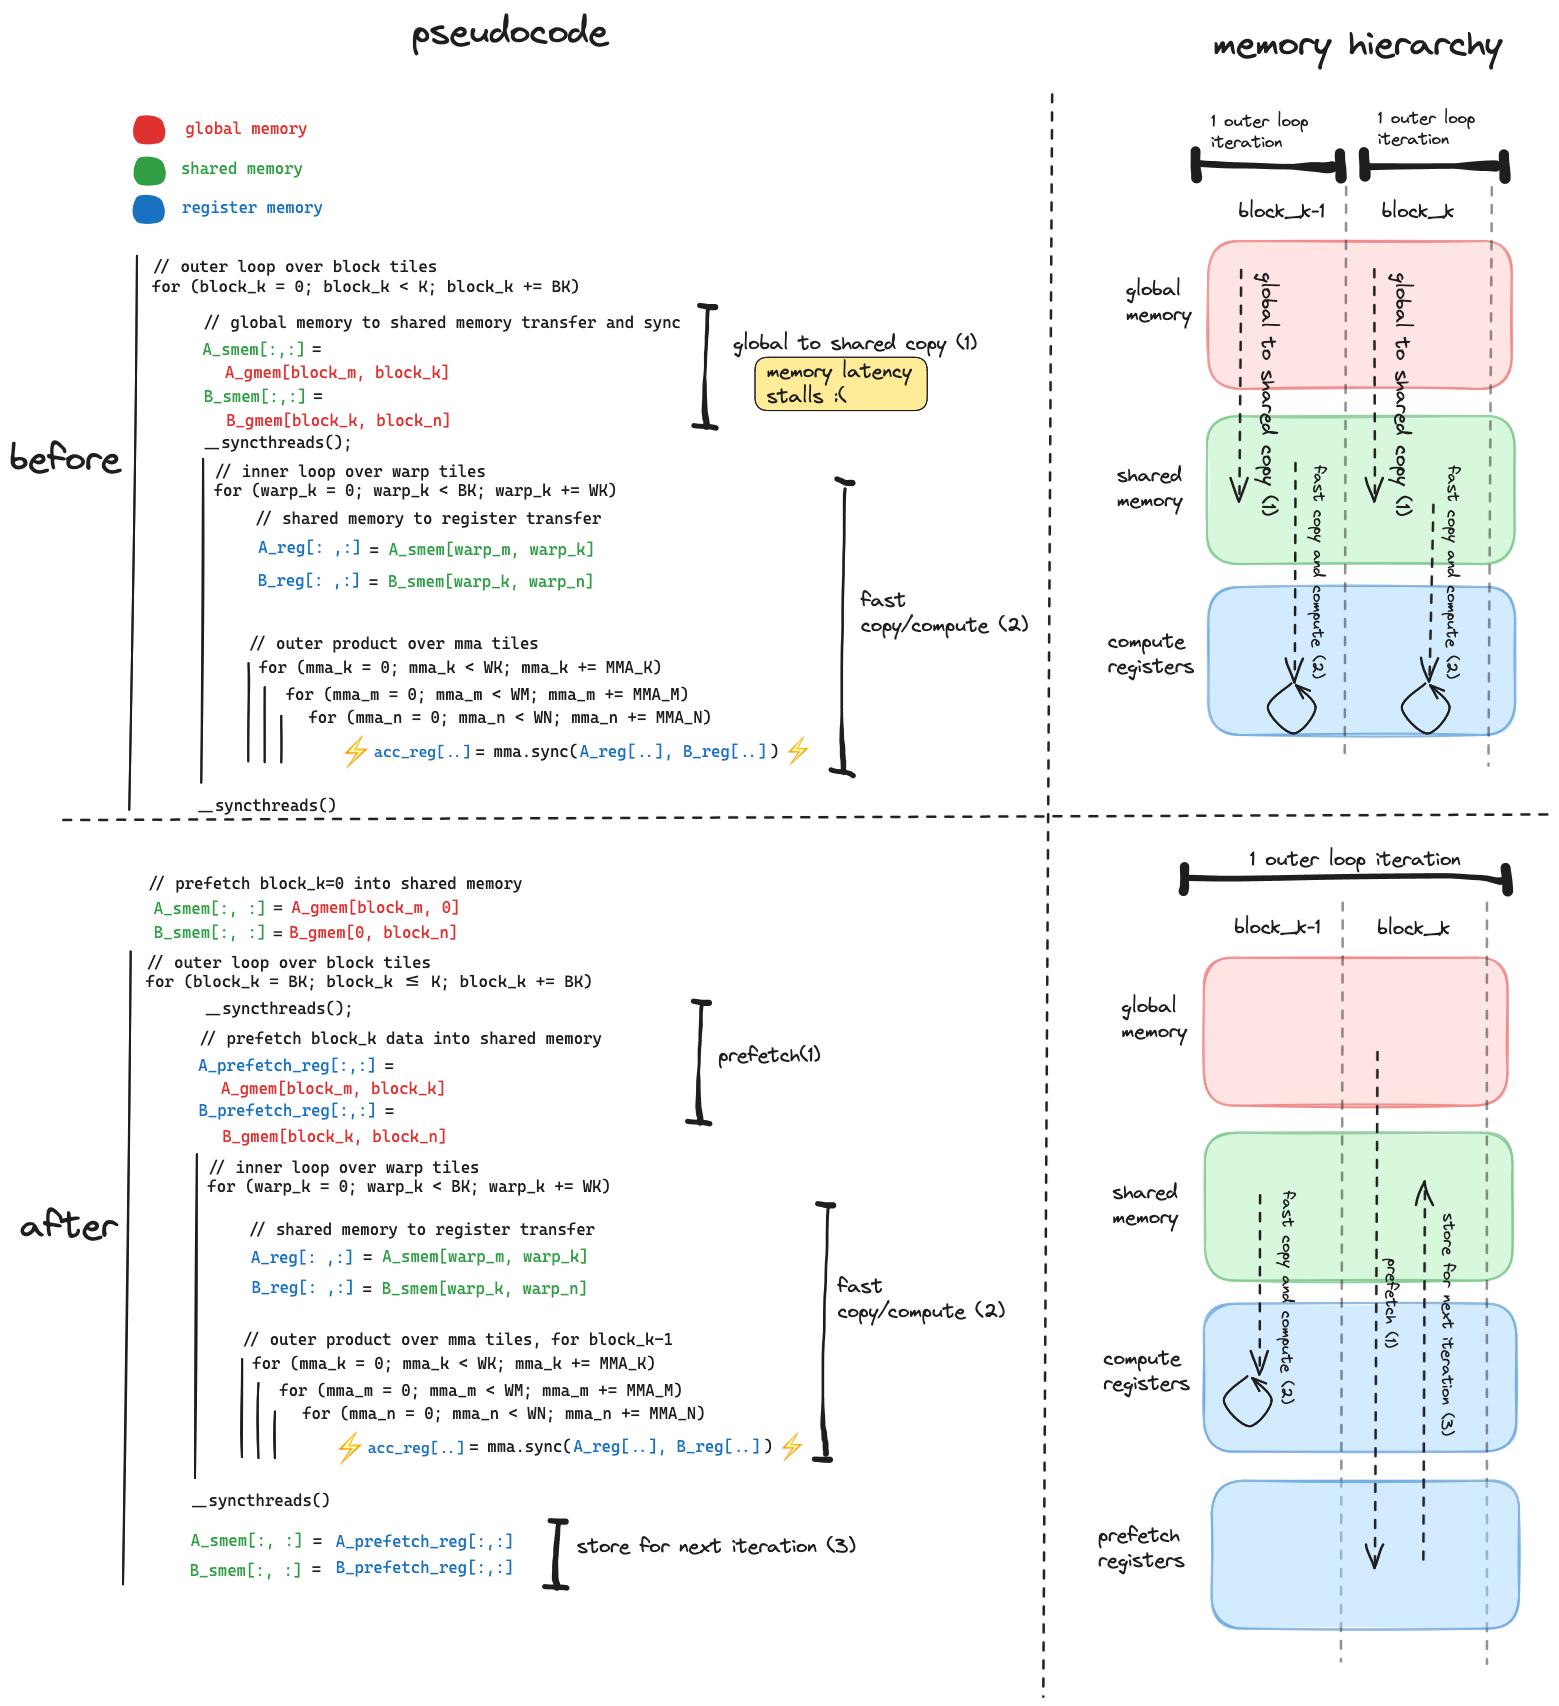 pseudocode
memory hierarchy
global memory
shared memory
register memory
before
// outer loop over block tiles
for (block_k = 0; block_k < K; block_k += BK)
// global memory to shared memory transfer and sync
A_smem[:,:] =
A_gmem[block_m, block_k]
B_smem[:,:] =
B_gmem[block_k, block_n]
__syncthreads();
global to shared copy (1)
memory latency
stalls :(
// inner loop over warp tiles
for (warp_k = 0; warp_k < BK; warp_k += WK)
// shared memory to register transfer
A_reg[: ,:] = A_smem[warp_m, warp_k]
B_reg[: ,:] = B_smem[warp_k, warp_n]
// outer product over mma tiles
for (mma_k = 0; mma_k < WK; mma_k += MMA_K)
for (mma_m = 0; mma_m < WM; mma_m += MMA_M)
for (mma_n = 0; mma_n < WN; mma_n += MMA_N)
⚡ acc_reg[..] = mma.sync(A_reg[..], B_reg[..]) ⚡
__syncthreads()
fast
copy/compute (2)
1 outer loop
iteration
1 outer loop
iteration
block_k-1
block_k
global
memory
shared
memory
compute
registers
global to shared copy (1)
fast copy and compute (2)
global to shared copy (1)
fast copy and compute (2)
after
// prefetch block_k=0 into shared memory
A_smem[:, :] = A_gmem[block_m, 0]
B_smem[:, :] = B_gmem[0, block_n]
// outer loop over block tiles
for (block_k = BK; block_k ≤ K; block_k += BK)
__syncthreads();
// prefetch block_k data into shared memory
A_prefetch_reg[:,:] =
A_gmem[block_m, block_k]
B_prefetch_reg[:,:] =
B_gmem[block_k, block_n]
prefetch(1)
// inner loop over warp tiles
for (warp_k = 0; warp_k < BK; warp_k += WK)
// shared memory to register transfer
A_reg[: ,:] = A_smem[warp_m, warp_k]
B_reg[: ,:] = B_smem[warp_k, warp_n]
// outer product over mma tiles, for block_k-1
for (mma_k = 0; mma_k < WK; mma_k += MMA_K)
for (mma_m = 0; mma_m < WM; mma_m += MMA_M)
for (mma_n = 0; mma_n < WN; mma_n += MMA_N)
⚡ acc_reg[..] = mma.sync(A_reg[..], B_reg[..]) ⚡
fast
copy/compute (2)
__syncthreads()
A_smem[:, :] = A_prefetch_reg[:,:]
B_smem[:, :] = B_prefetch_reg[:,:]
store for next iteration (3)
1 outer loop iteration
block_k-1
block_k
global
memory
shared
memory
compute
registers
prefetch
registers
fast copy and compute (2)
prefetch (1)
store for next iteration (3)